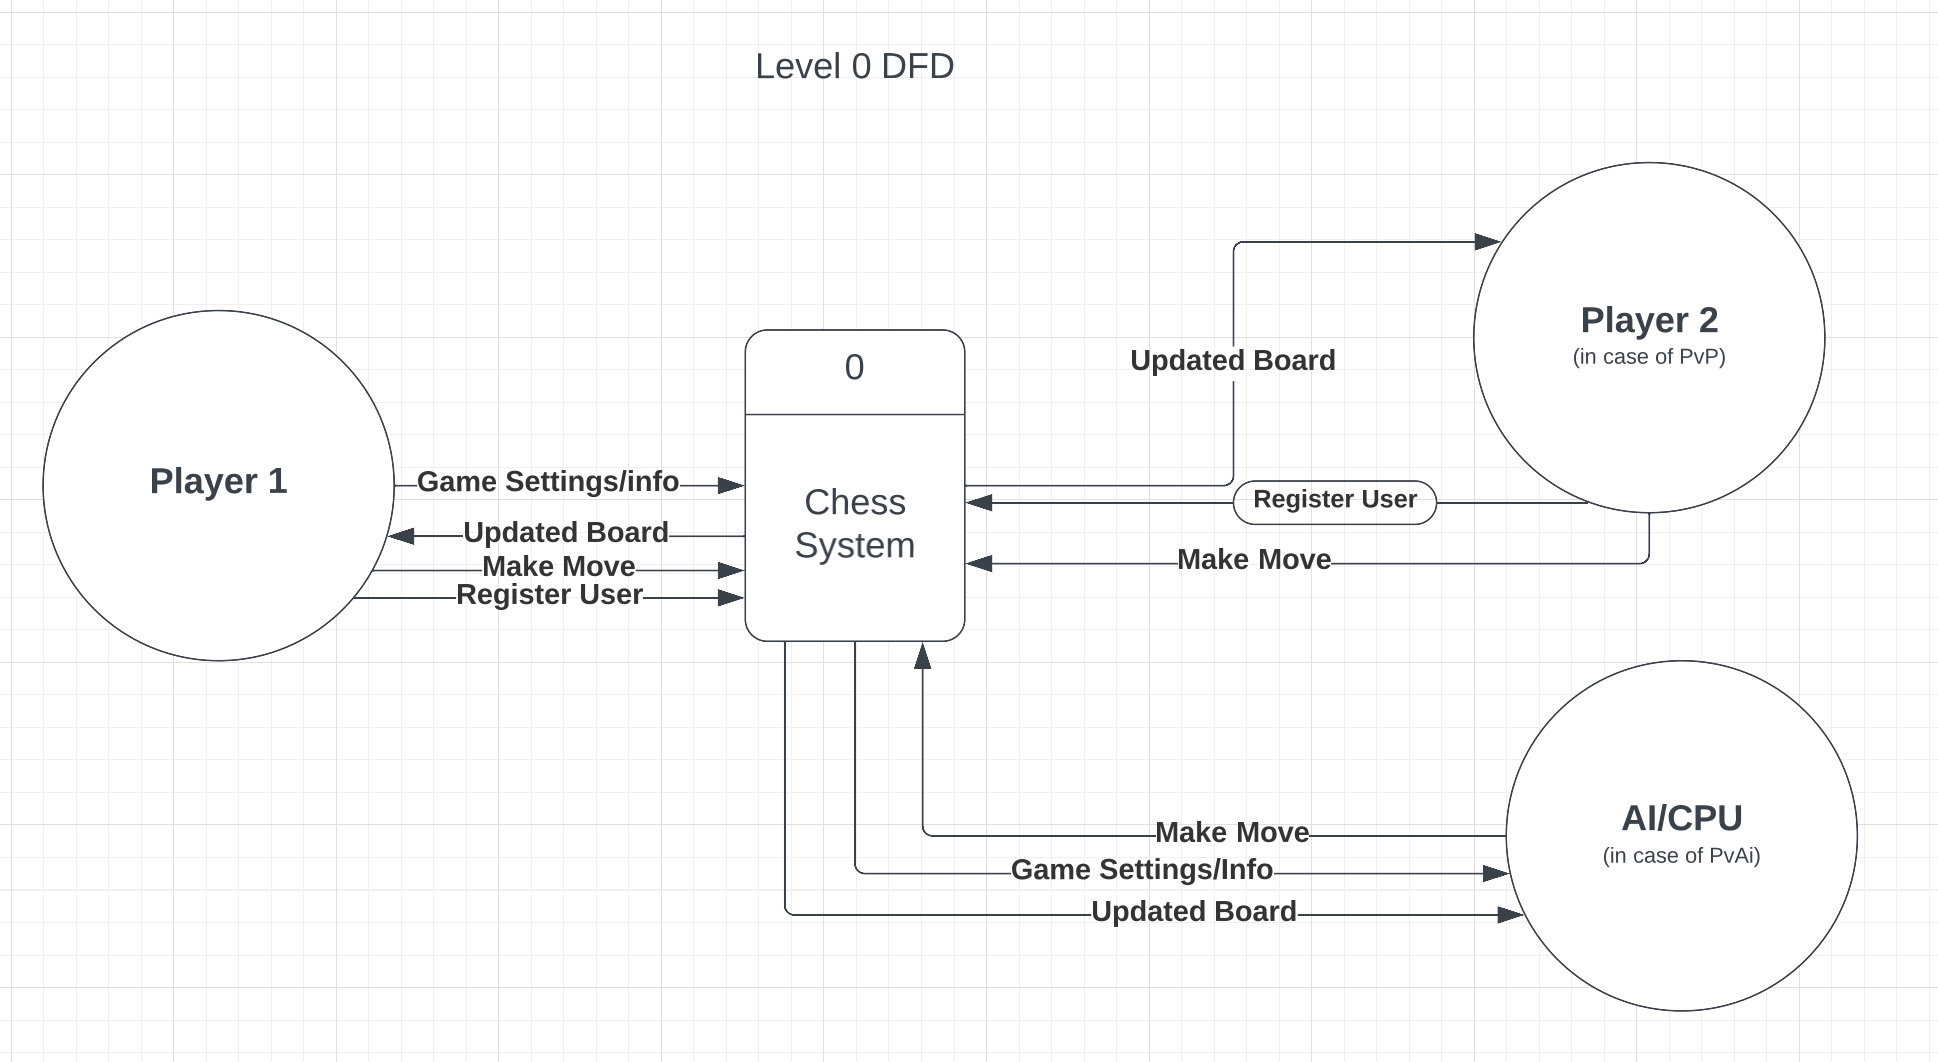 Level 0 DFD
Player 1
Game Settings/info
Updated Board
Make Move
Register User
0
Chess
System
Updated Board
Register User
Make Move
Player 2
(in case of PvP)
Make Move
Game Settings/Info
Updated Board
AI/CPU
(in case of PvAi)